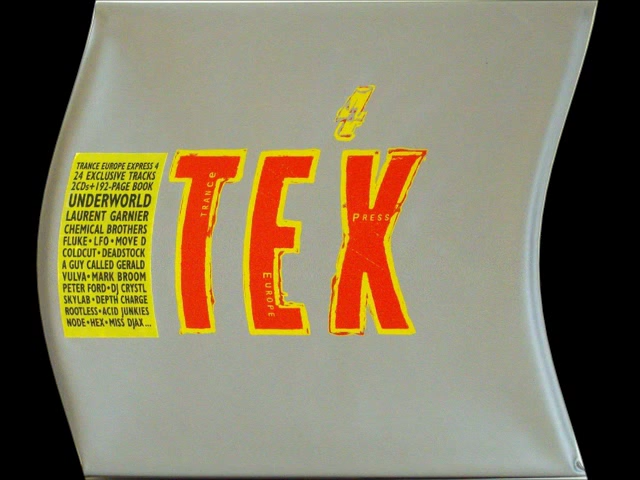 4
TEX
TRANCE
EUROPE
PRESS
TRANCE EUROPE EXPRESS 4
24 EXCLUSIVE TRACKS
2CDs+192-PAGE BOOK
UNDERWORLD
LAURENT GARNIER
CHEMICAL BROTHERS
FLUKE•LFO•MOVE D
COLDCUT•DEADSTOCK
A GUY CALLED GERALD
VULVA•MARK BROOM
PETER FORD•DJ CRYSTL
SKYLAB•DEPTH CHARGE
ROOTLESS•ACID JUNKIES
NODE•HEX•MISS DJAX...